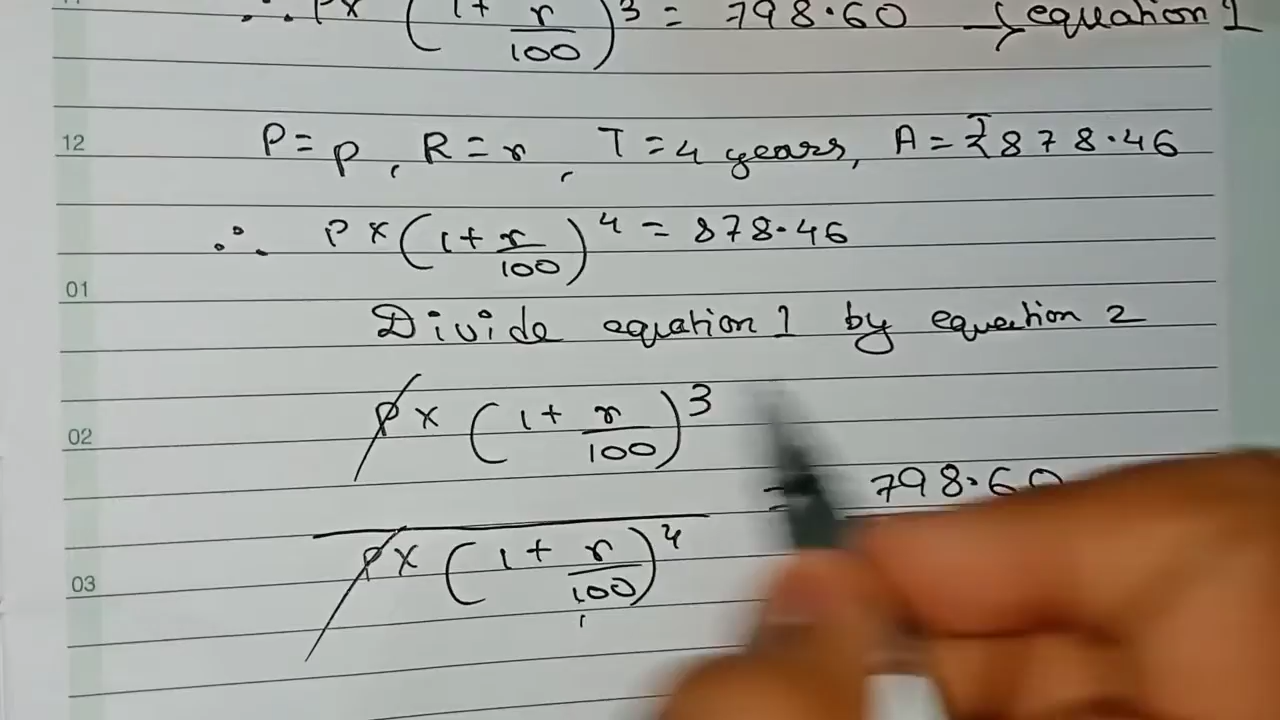 ∴ P × (1 + r/100)³ = 798.60 → equation 1
12
P = p, R = r, T = 4 years, A = ₹878.46
∴ P × (1 + r/100)⁴ = 878.46
01
Divide equation 1 by equation 2
02
P × (1 + r/100)³
= 798.60
P × (1 + r/100)⁴
03